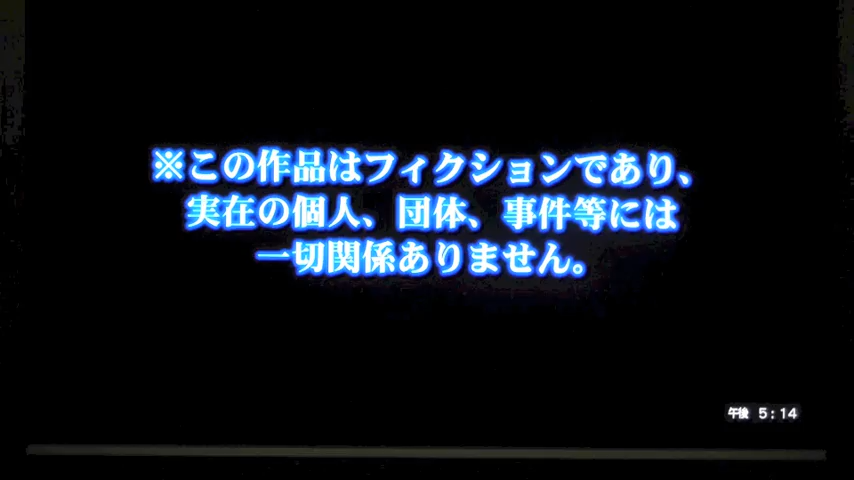 ※この作品はフィクションであり、
実在の個人、団体、事件等には
一切関係ありません。
午後 5:14